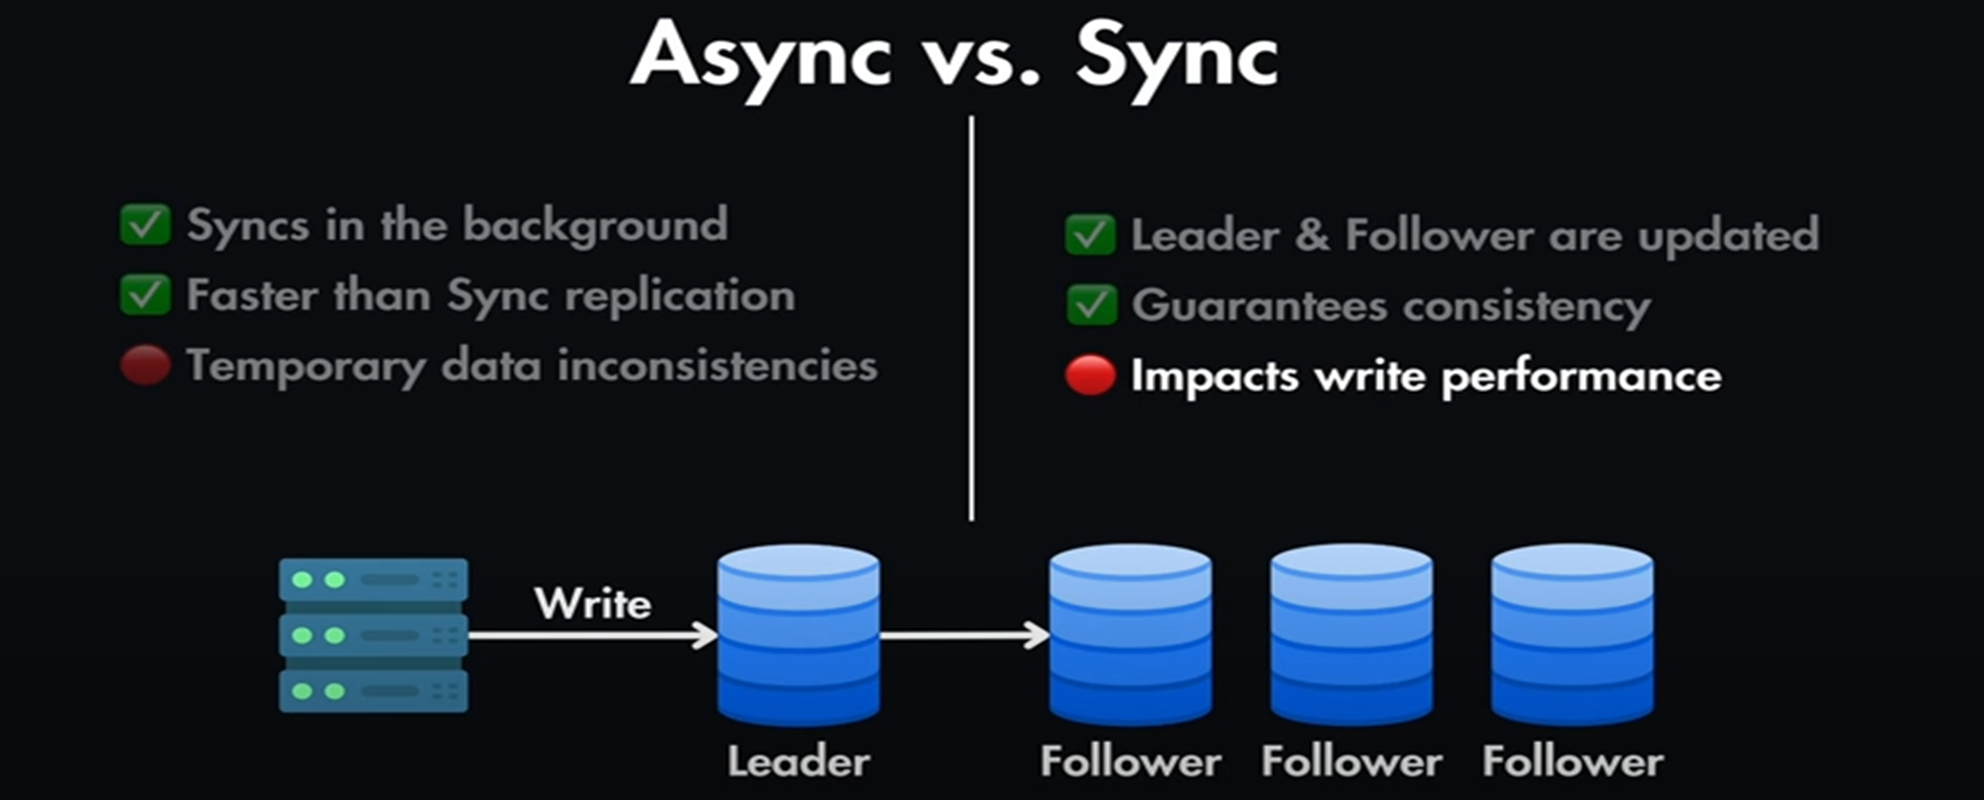 Async vs. Sync
Syncs in the background
Faster than Sync replication
Temporary data inconsistencies
Leader & Follower are updated
Guarantees consistency
Impacts write performance
Write
Leader
Follower
Follower
Follower